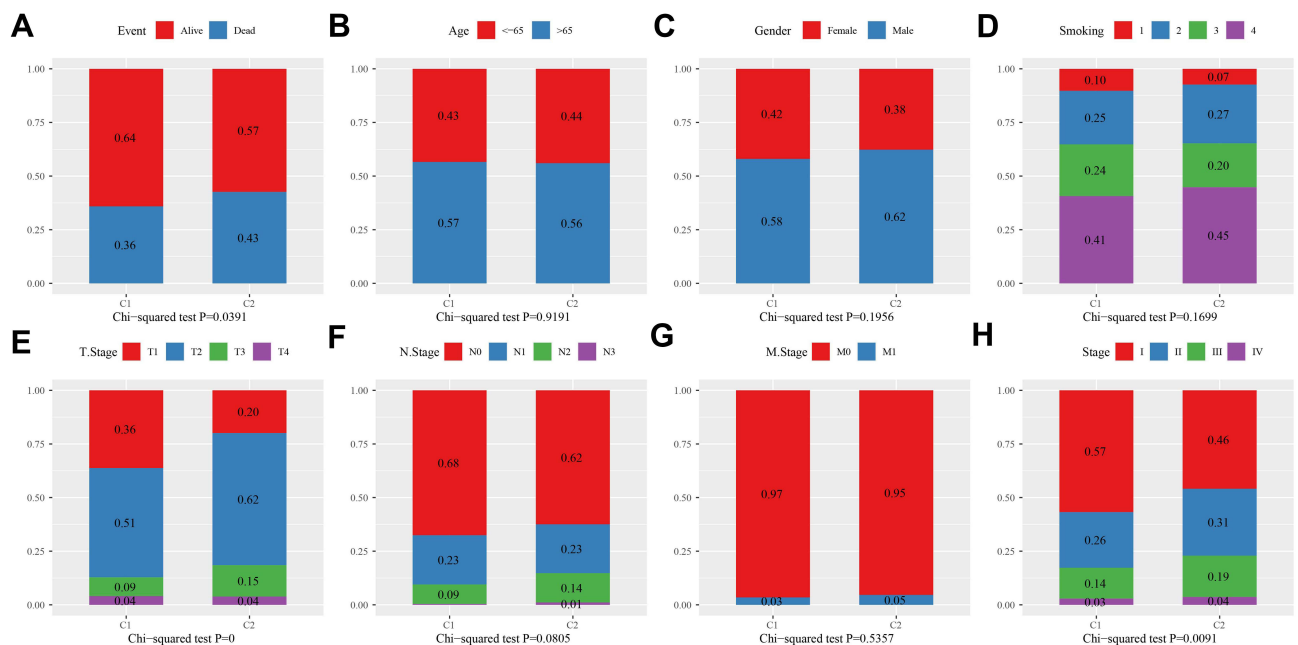 A
Event Alive Dead
1.00
0.75
0.50
0.25
0.00
0.64
0.57
0.36
0.43
C1 C2
Chi−squared test P=0.0391
B
Age <=65 >65
1.00
0.75
0.50
0.25
0.00
0.43
0.44
0.57
0.56
C1 C2
Chi−squared test P=0.9191
C
Gender Female Male
1.00
0.75
0.50
0.25
0.00
0.42
0.38
0.58
0.62
C1 C2
Chi−squared test P=0.1956
D
Smoking 1 2 3 4
1.00
0.75
0.50
0.25
0.00
0.10
0.07
0.25
0.27
0.24
0.20
0.41
0.45
C1 C2
Chi−squared test P=0.1699
E
T.Stage T1 T2 T3 T4
1.00
0.75
0.50
0.25
0.00
0.36
0.20
0.51
0.62
0.09
0.15
0.04
0.04
C1 C2
Chi−squared test P=0
F
N.Stage N0 N1 N2 N3
1.00
0.75
0.50
0.25
0.00
0.68
0.62
0.23
0.23
0.09
0.14
0.01
C1 C2
Chi−squared test P=0.0805
G
M.Stage M0 M1
1.00
0.75
0.50
0.25
0.00
0.97
0.95
0.03
0.05
C1 C2
Chi−squared test P=0.5357
H
Stage I II III IV
1.00
0.75
0.50
0.25
0.00
0.57
0.46
0.26
0.31
0.14
0.19
0.03
0.04
C1 C2
Chi−squared test P=0.0091